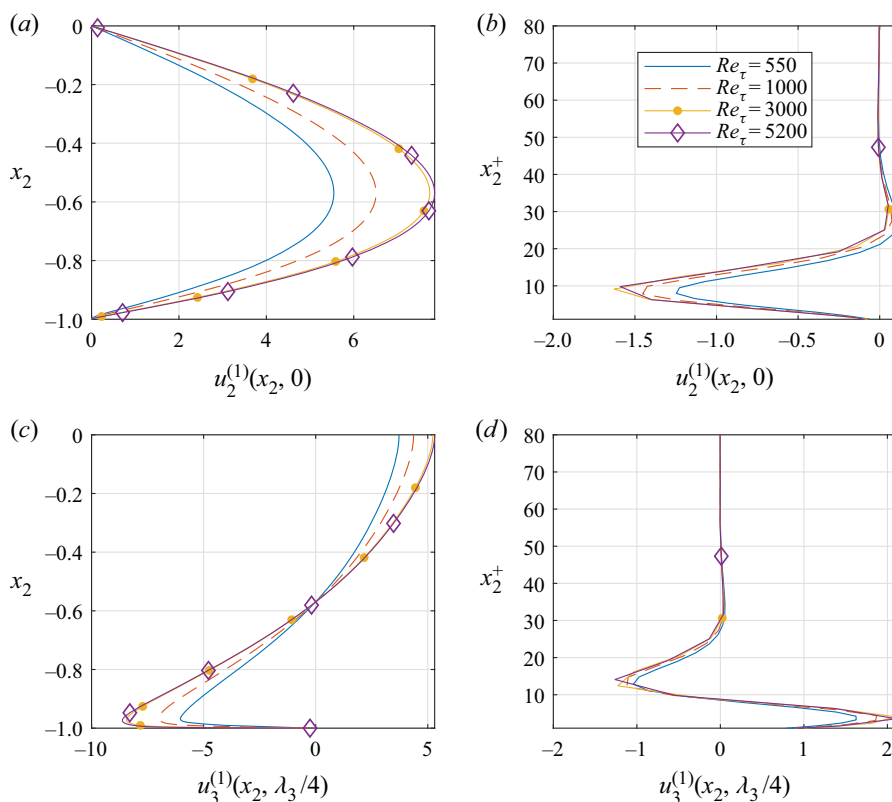 (a)
0
–0.2
–0.4
x₂
–0.6
–0.8
–1.0
0 2 4 6
u₂⁽¹⁾(x₂, 0)
(b)
80
70
60
50
x₂⁺
40
30
20
10
–2.0 –1.5 –1.0 –0.5 0
u₂⁽¹⁾(x₂, 0)
Re_τ = 550
Re_τ = 1000
Re_τ = 3000
Re_τ = 5200
(c)
0
–0.2
–0.4
x₂
–0.6
–0.8
–1.0
–10 –5 0 5
u₃⁽¹⁾(x₂, λ₃/4)
(d)
80
70
60
50
x₂⁺
40
30
20
10
–2 –1 0 1 2
u₃⁽¹⁾(x₂, λ₃/4)